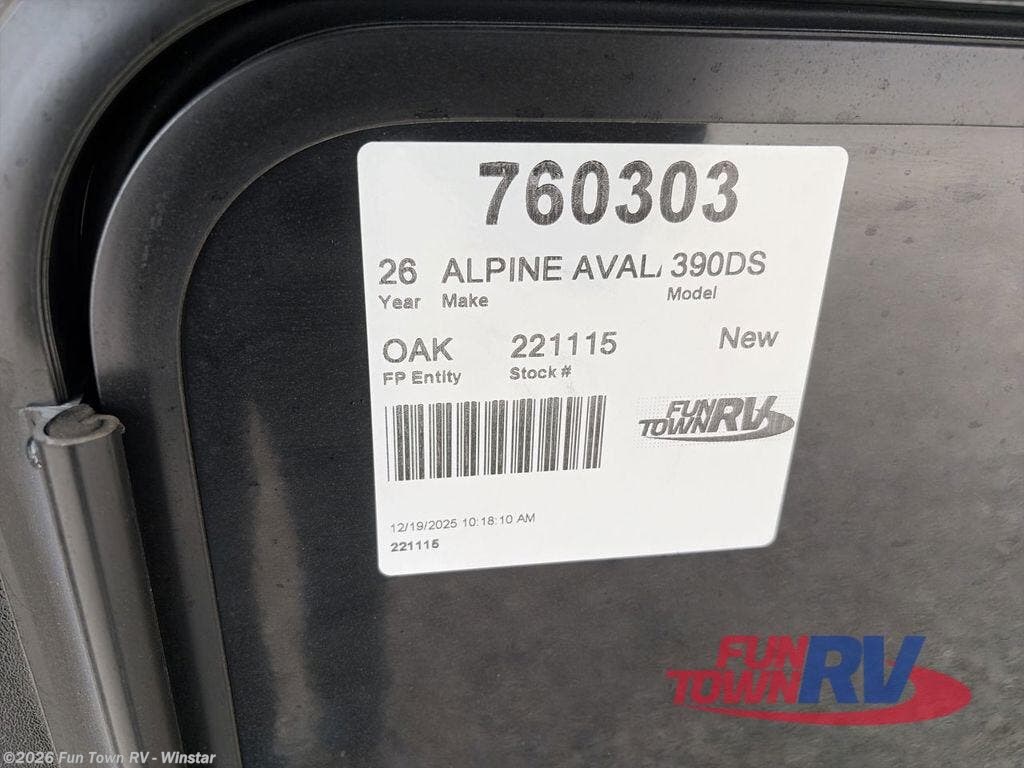 760303
26 ALPINE AVAL 390DS
Year Make Model
OAK 221115 New
FP Entity Stock #
FUN
TOWN RV
12/19/2025 10:18:10 AM
221115
FUN
TOWN RV
©2026 Fun Town RV - Winstar